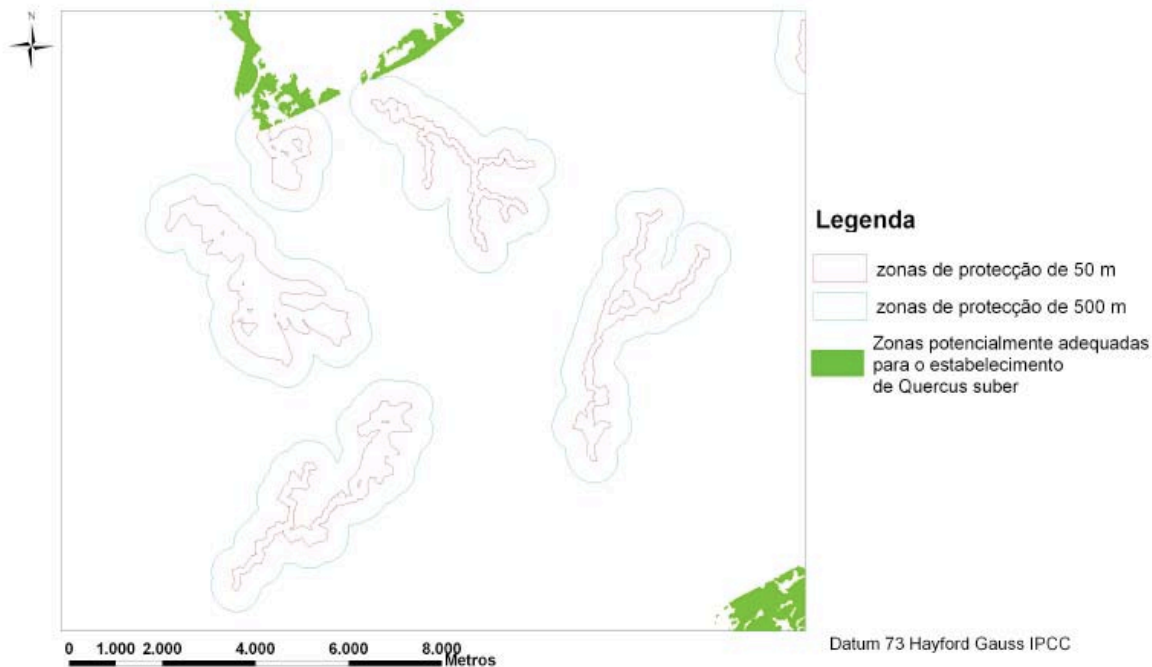 N
Legenda
zonas de protecção de 50 m
zonas de protecção de 500 m
Zonas potencialmente adequadas
para o estabelecimento
de Quercus suber
0 1.000 2.000 4.000 6.000 8.000
Metros
Datum 73 Hayford Gauss IPCC